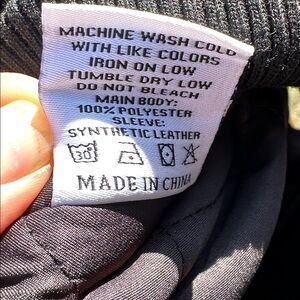 MACHINE WASH COLD
WITH LIKE COLORS
IRON ON LOW
TUMBLE DRY LOW
DO NOT BLEACH
MAIN BODY:
100% POLYESTER
SLEEVE:
SYNTHETIC LEATHER
30
MADE IN CHINA